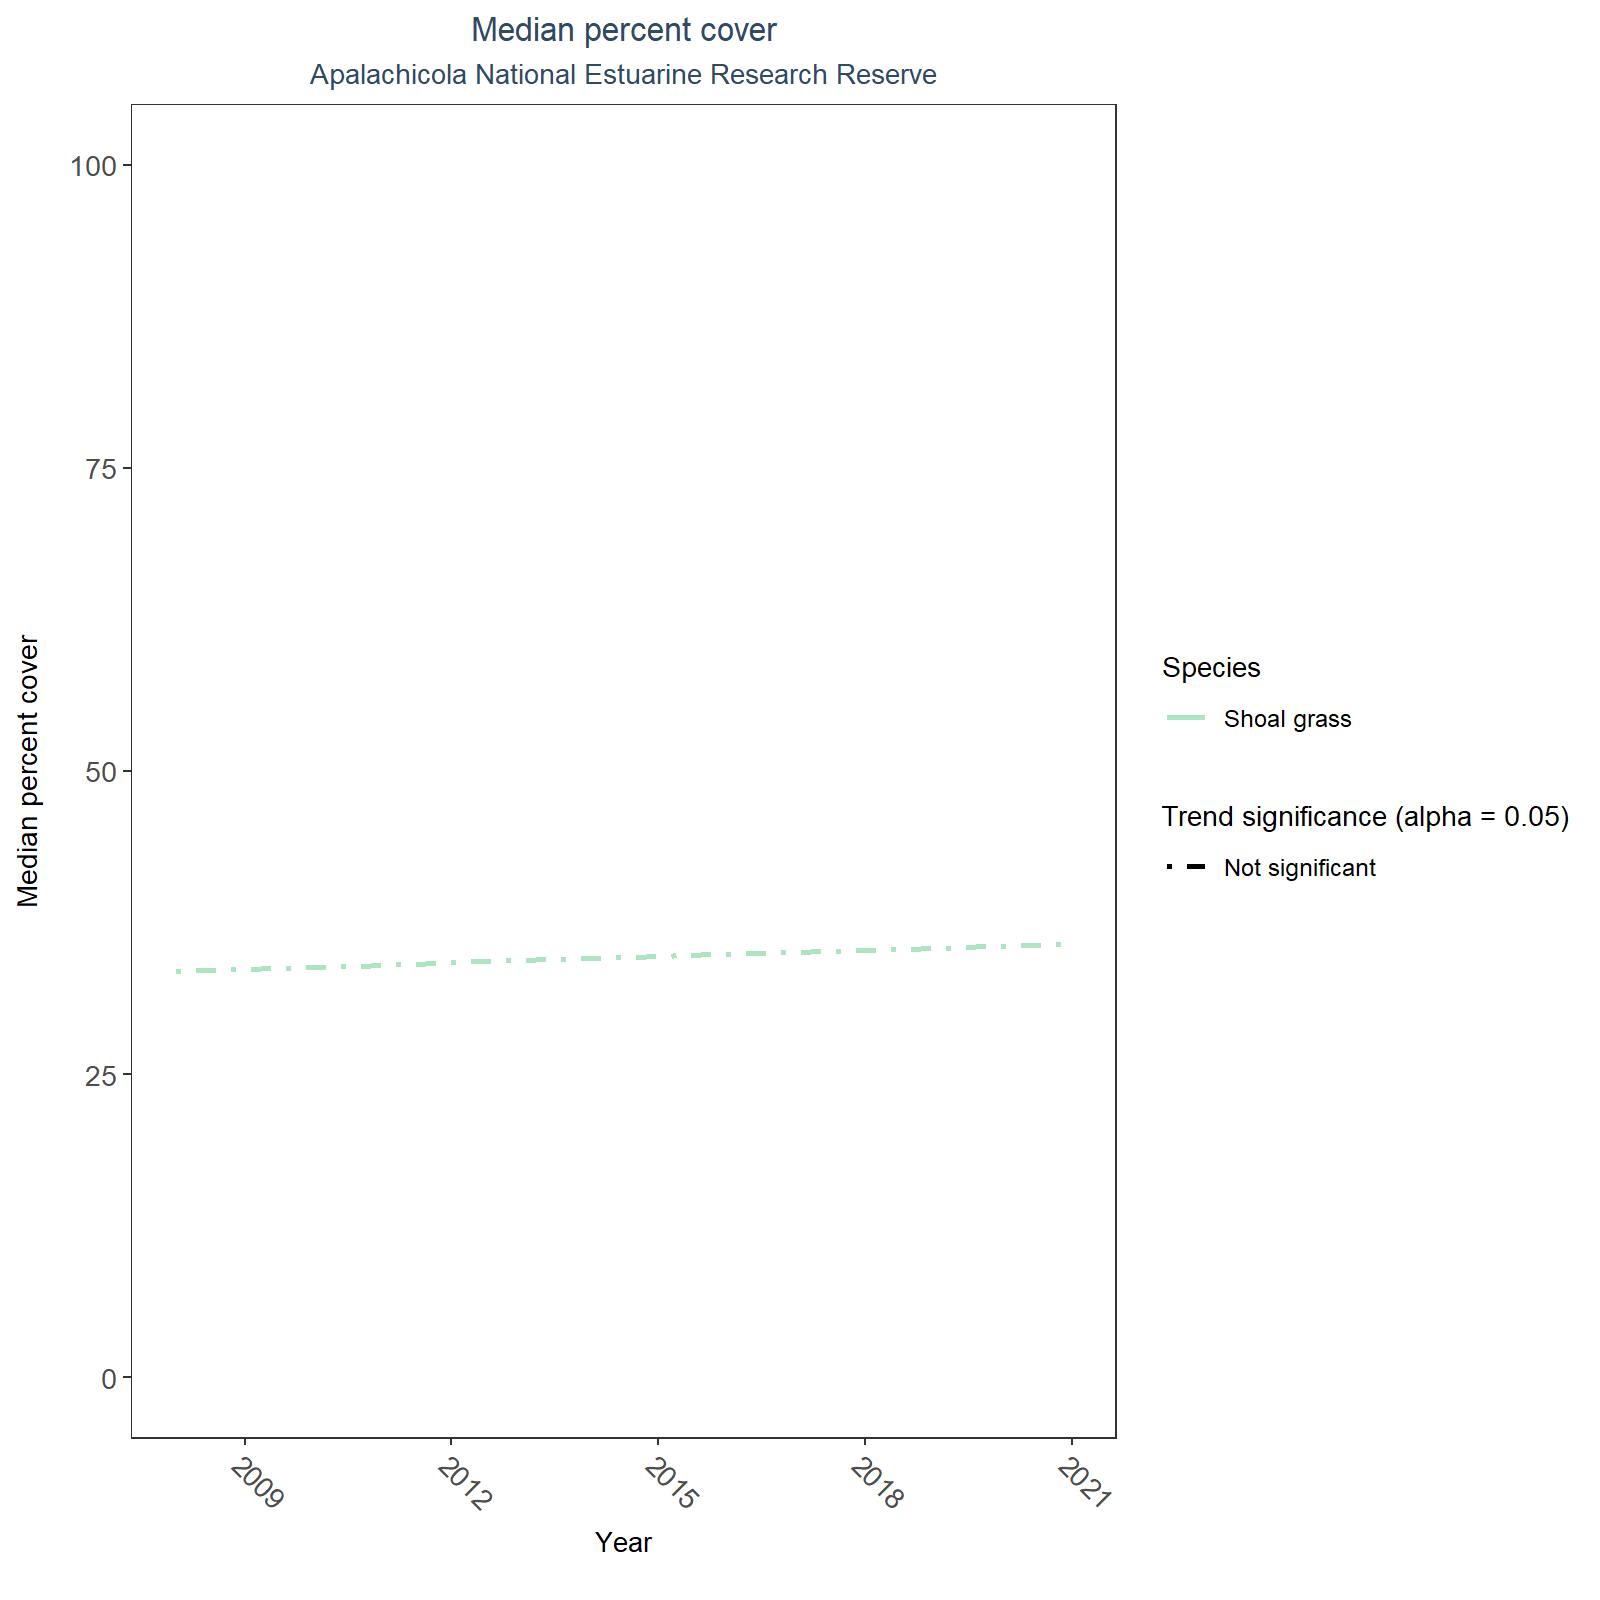 Median percent cover
Apalachicola National Estuarine Research Reserve
100
75
50
25
0
Median percent cover
2009
2012
2015
2018
2021
Year
Species
Shoal grass
Trend significance (alpha = 0.05)
Not significant